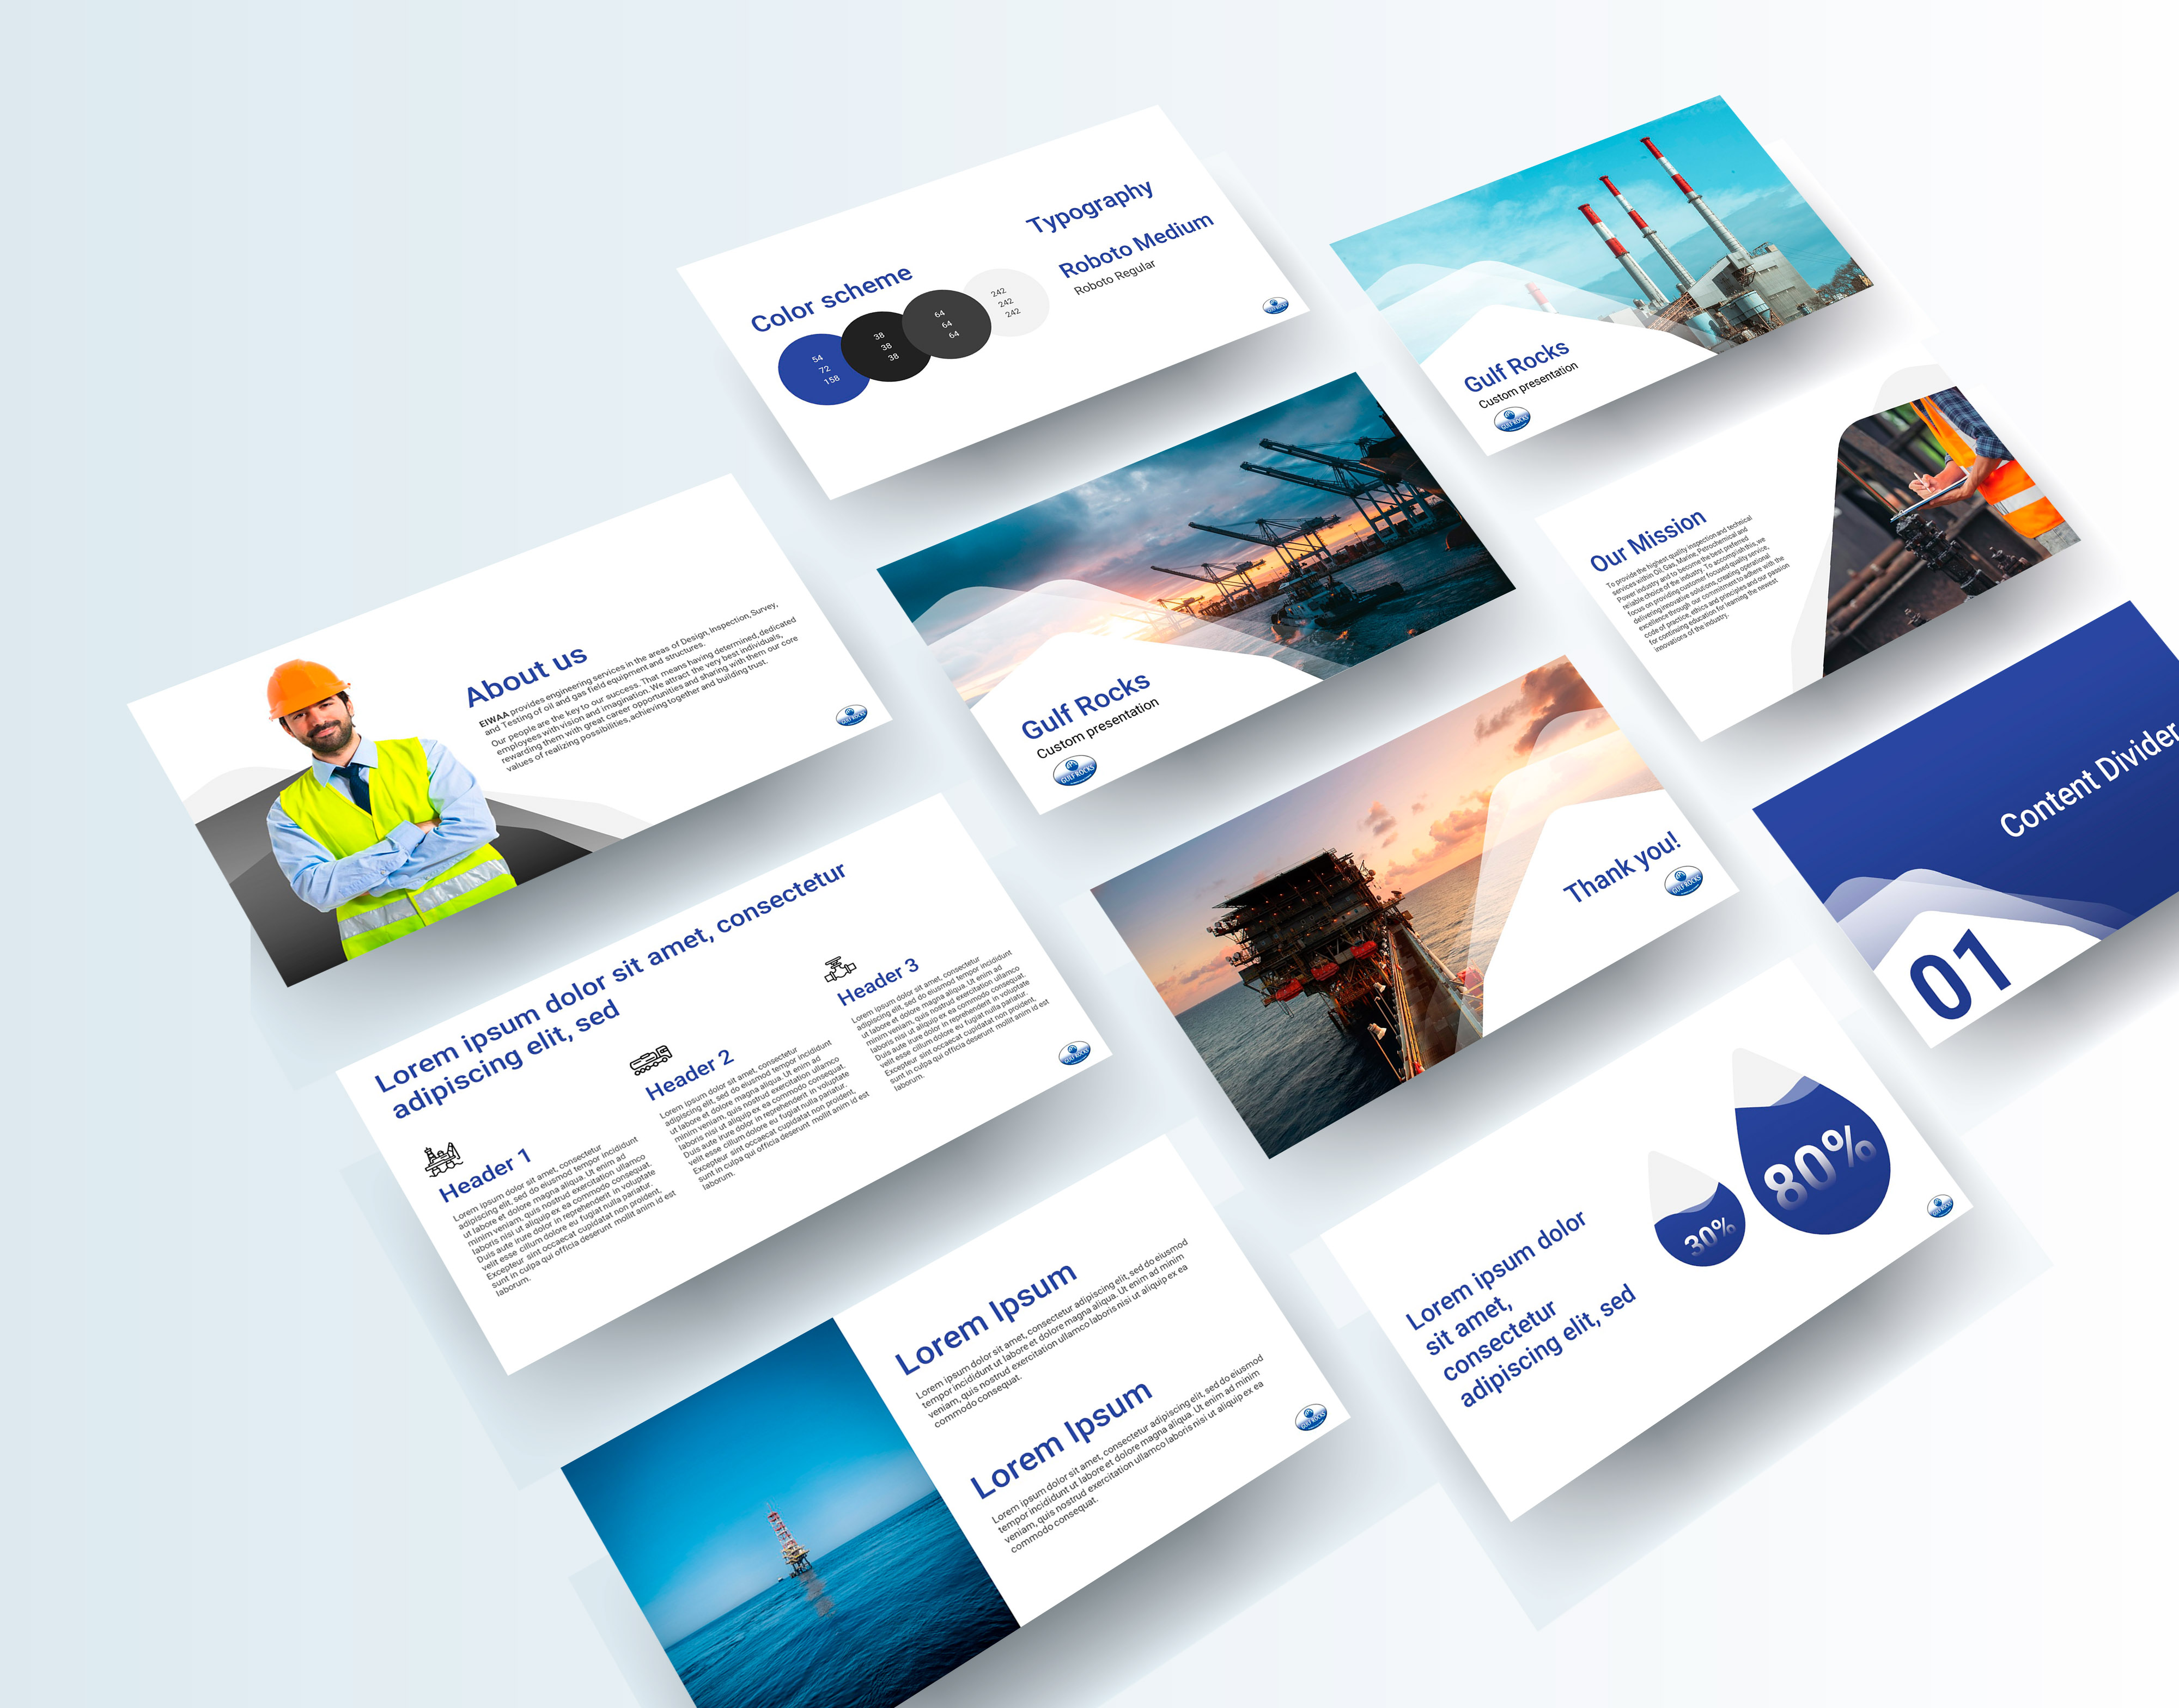 Color scheme
54
72
158
38
38
38
64
64
64
242
242
242
Typography
Roboto Medium
Roboto Regular
Gulf Rocks
Custom presentation
GULF ROCKS
About us
EIWAA provides engineering services in the areas of Design, Inspection, Survey,
and Testing of oil and gas field equipment and structures.
Our people are the key to our success. That means having determined, dedicated
employees with vision and imagination. We attract the very best individuals,
rewarding them with great career opportunities and sharing with them our core
values of realizing possibilities, achieving together and building trust.
GULF ROCKS
Gulf Rocks
Custom presentation
GULF ROCKS
Our Mission
To provide the highest quality inspection and technical
services within Oil, Gas, Marine, Petrochemical and
Power industry and to become the best preferred
reliable choice of the industry. To accomplish this, we
focus on providing customer focused quality service,
delivering innovative solutions, creating operational
excellence through our commitment to adhere with the
code of practice, ethics and principles and our passion
for continuing education for learning the newest
innovations of the industry.
Lorem ipsum dolor sit amet, consectetur
adipiscing elit, sed
Header 1
Lorem ipsum dolor sit amet, consectetur
adipiscing elit, sed do eiusmod tempor incididunt
ut labore et dolore magna aliqua. Ut enim ad
minim veniam, quis nostrud exercitation ullamco
laboris nisi ut aliquip ex ea commodo consequat.
Duis aute irure dolor in reprehenderit in voluptate
velit esse cillum dolore eu fugiat nulla pariatur.
Excepteur sint occaecat cupidatat non proident,
sunt in culpa qui officia deserunt mollit anim id est
laborum.
Header 2
Lorem ipsum dolor sit amet, consectetur
adipiscing elit, sed do eiusmod tempor incididunt
ut labore et dolore magna aliqua. Ut enim ad
minim veniam, quis nostrud exercitation ullamco
laboris nisi ut aliquip ex ea commodo consequat.
Duis aute irure dolor in reprehenderit in voluptate
velit esse cillum dolore eu fugiat nulla pariatur.
Excepteur sint occaecat cupidatat non proident,
sunt in culpa qui officia deserunt mollit anim id est
laborum.
Header 3
Lorem ipsum dolor sit amet, consectetur
adipiscing elit, sed do eiusmod tempor incididunt
ut labore et dolore magna aliqua. Ut enim ad
minim veniam, quis nostrud exercitation ullamco
laboris nisi ut aliquip ex ea commodo consequat.
Duis aute irure dolor in reprehenderit in voluptate
velit esse cillum dolore eu fugiat nulla pariatur.
Excepteur sint occaecat cupidatat non proident,
sunt in culpa qui officia deserunt mollit anim id est
laborum.
GULF ROCKS
Thank you!
GULF ROCKS
Content Divider
01
Lorem Ipsum
Lorem ipsum dolor sit amet, consectetur adipiscing elit, sed do eiusmod
tempor incididunt ut labore et dolore magna aliqua. Ut enim ad minim
veniam, quis nostrud exercitation ullamco laboris nisi ut aliquip ex ea
commodo consequat.
Lorem Ipsum
Lorem ipsum dolor sit amet, consectetur adipiscing elit, sed do eiusmod
tempor incididunt ut labore et dolore magna aliqua. Ut enim ad minim
veniam, quis nostrud exercitation ullamco laboris nisi ut aliquip ex ea
commodo consequat.
GULF ROCKS
Lorem ipsum dolor
sit amet,
consectetur
adipiscing elit, sed
30%
80%
GULF ROCKS